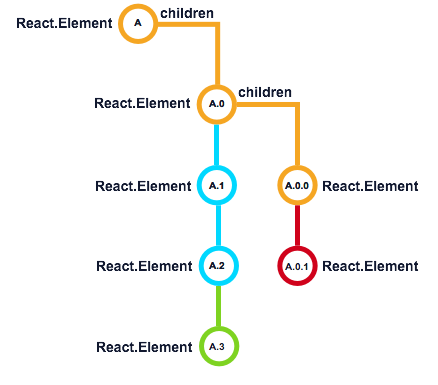 children
React.Element A
children
React.Element A.0
React.Element A.1 A.0.0 React.Element
React.Element A.2 A.0.1 React.Element
React.Element A.3